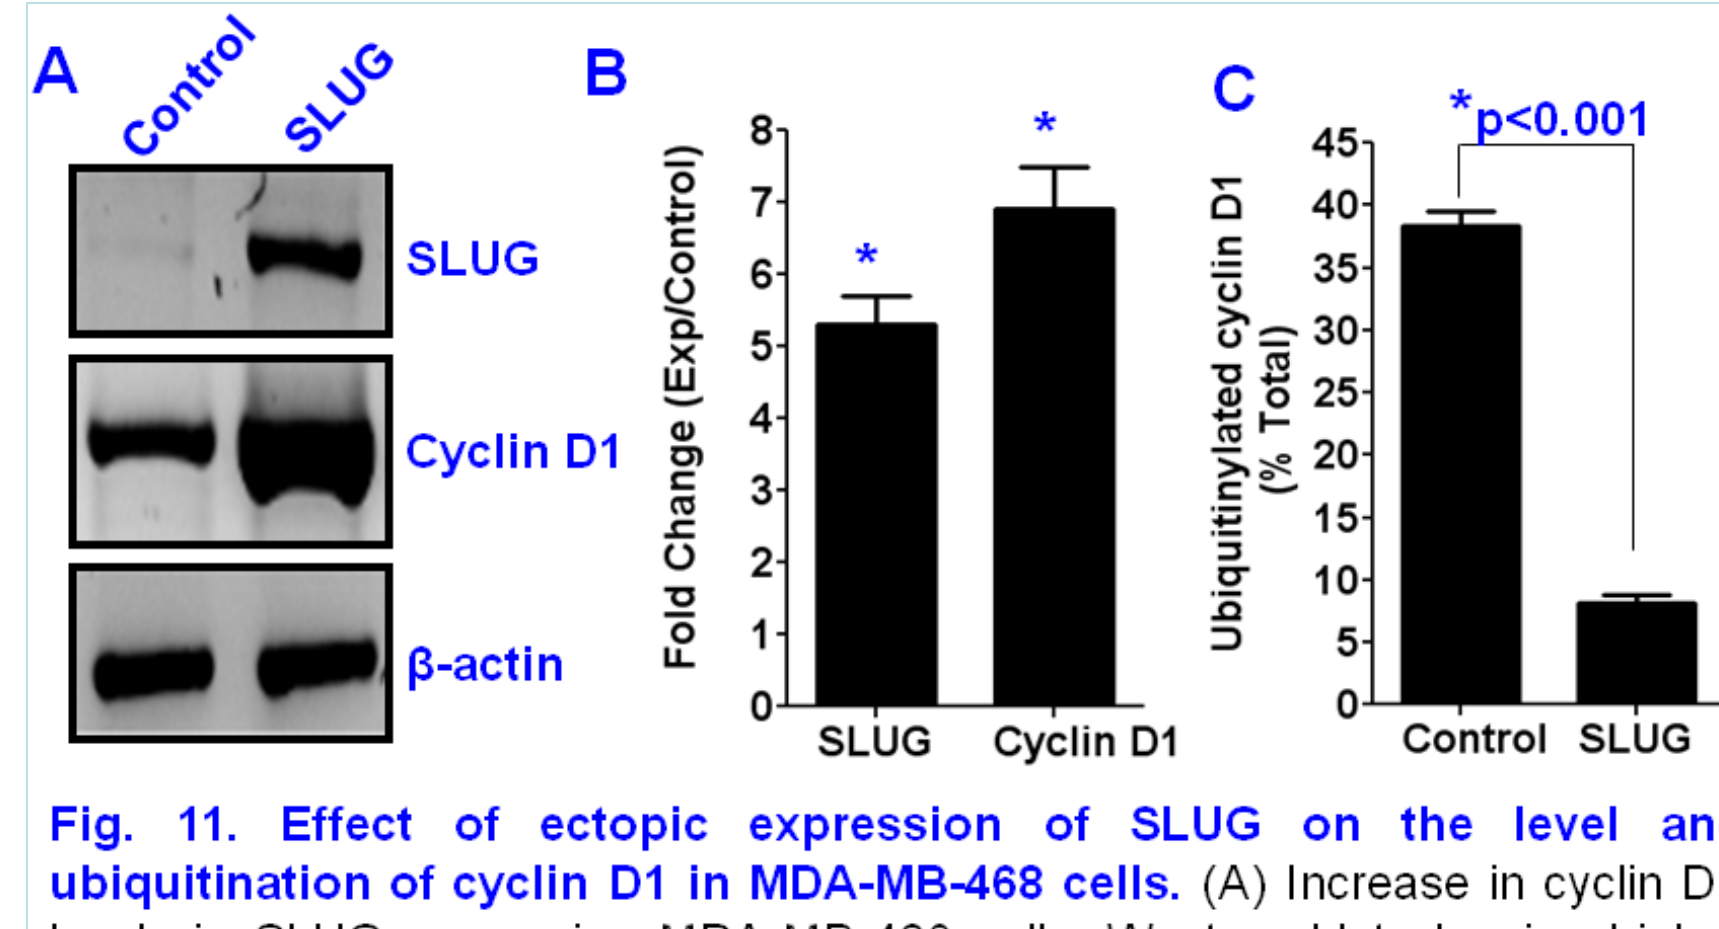 A
Control
SLUG
SLUG
Cyclin D1
β-actin
B
Fold Change (Exp/Control)
8
7
6
5
4
3
2
1
0
*
*
SLUG
Cyclin D1
C
*p<0.001
Ubiquitinylated cyclin D1
(% Total)
45
40
35
30
25
20
15
10
5
0
Control
SLUG
Fig. 11. Effect of ectopic expression of SLUG on the level an
ubiquitination of cyclin D1 in MDA-MB-468 cells. (A) Increase in cyclin D